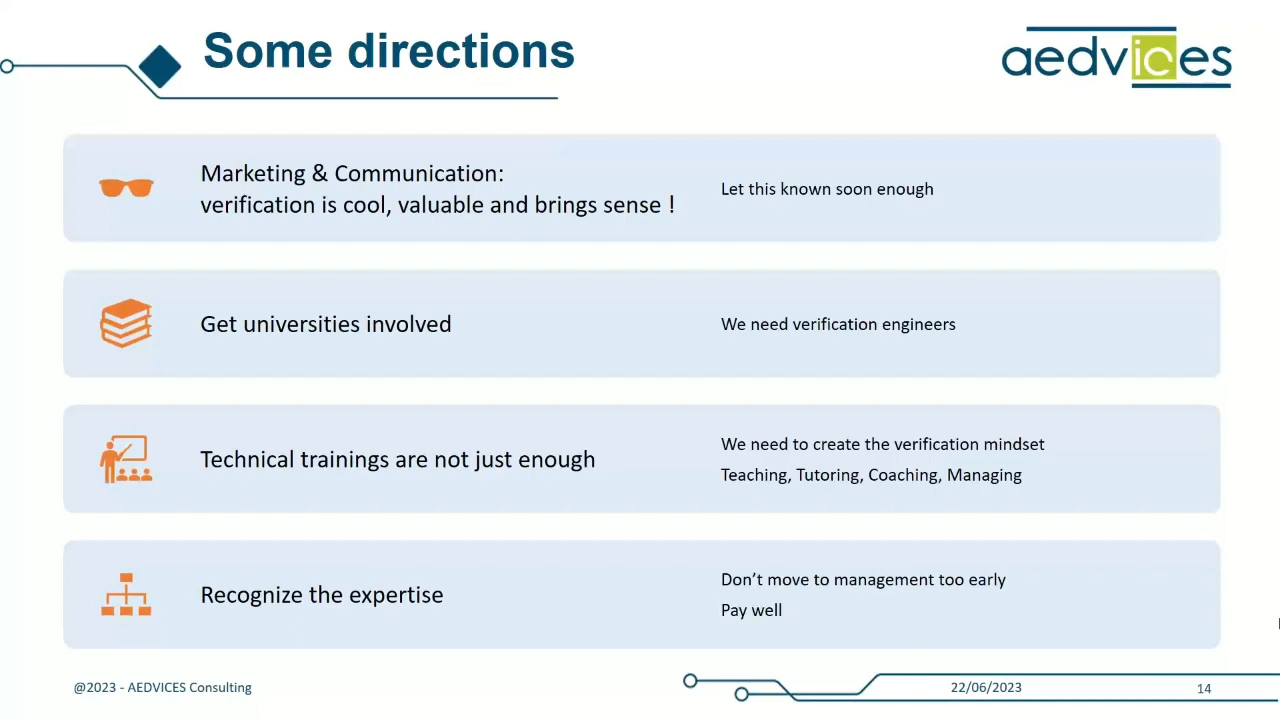 Some directions
aedvices
Marketing & Communication:
verification is cool, valuable and brings sense !
Let this known soon enough
Get universities involved
We need verification engineers
Technical trainings are not just enough
We need to create the verification mindset
Teaching, Tutoring, Coaching, Managing
Recognize the expertise
Don't move to management too early
Pay well
@2023 - AEDVICES Consulting
22/06/2023
14